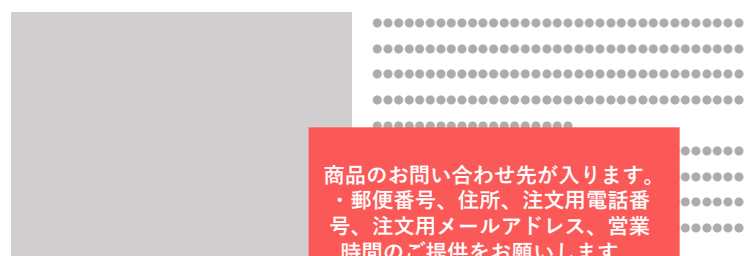 商品のお問い合わせ先が入ります。
・郵便番号、住所、注文用電話番
号、注文用メールアドレス、営業
時間のご提供をお願いします